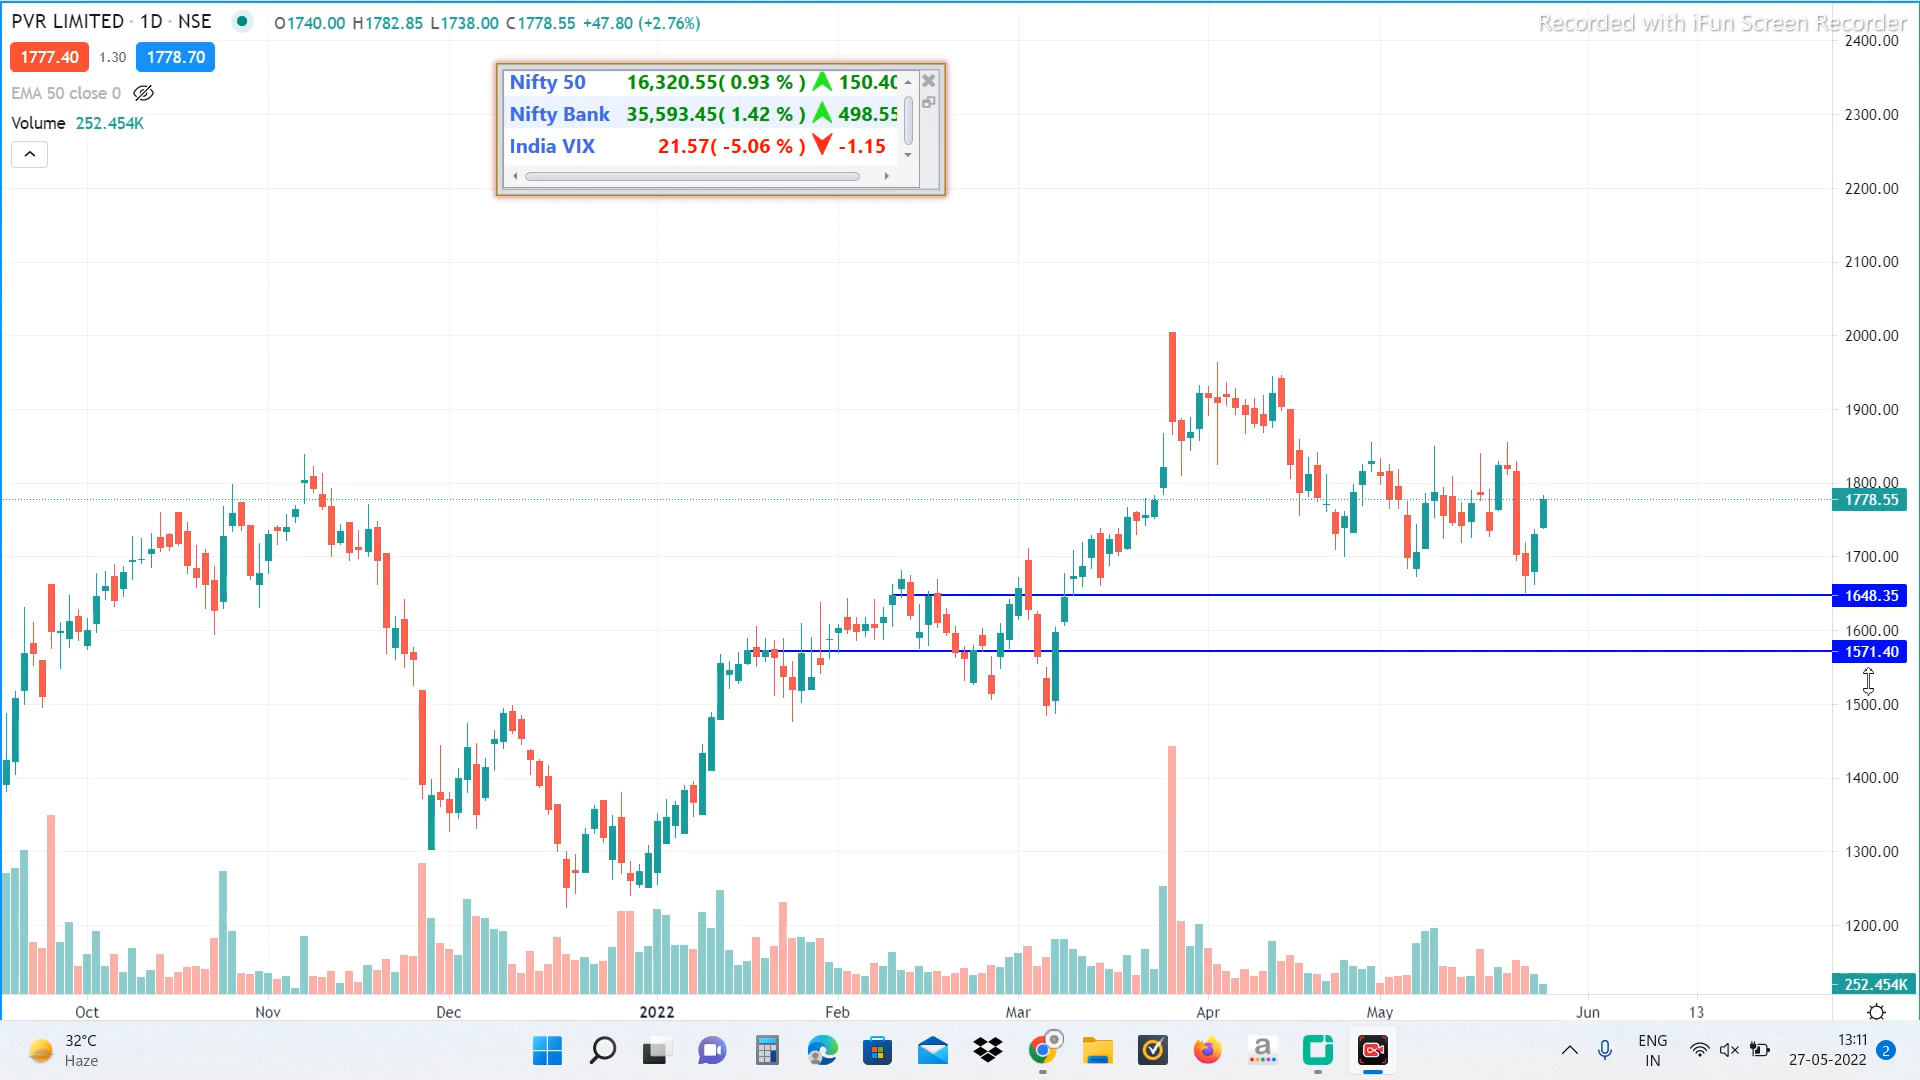 PVR LIMITED · 1D · NSE O1740.00 H1782.85 L1738.00 C1778.55 +47.80 (+2.76%)
Recorded with iFun Screen Recorder
1777.40 1.30 1778.70
EMA 50 close 0
Volume 252.454K
Nifty 50 16,320.55( 0.93 % ) 150.40
Nifty Bank 35,593.45( 1.42 % ) 498.55
India VIX 21.57( -5.06 % ) -1.15
2400.00
2300.00
2200.00
2100.00
2000.00
1900.00
1800.00
1778.55
1700.00
1648.35
1600.00
1571.40
1500.00
1400.00
1300.00
1200.00
252.454K
Oct Nov Dec 2022 Feb Mar Apr May Jun 13
32°C
Haze
a
ENG
IN
13:11
27-05-2022
2